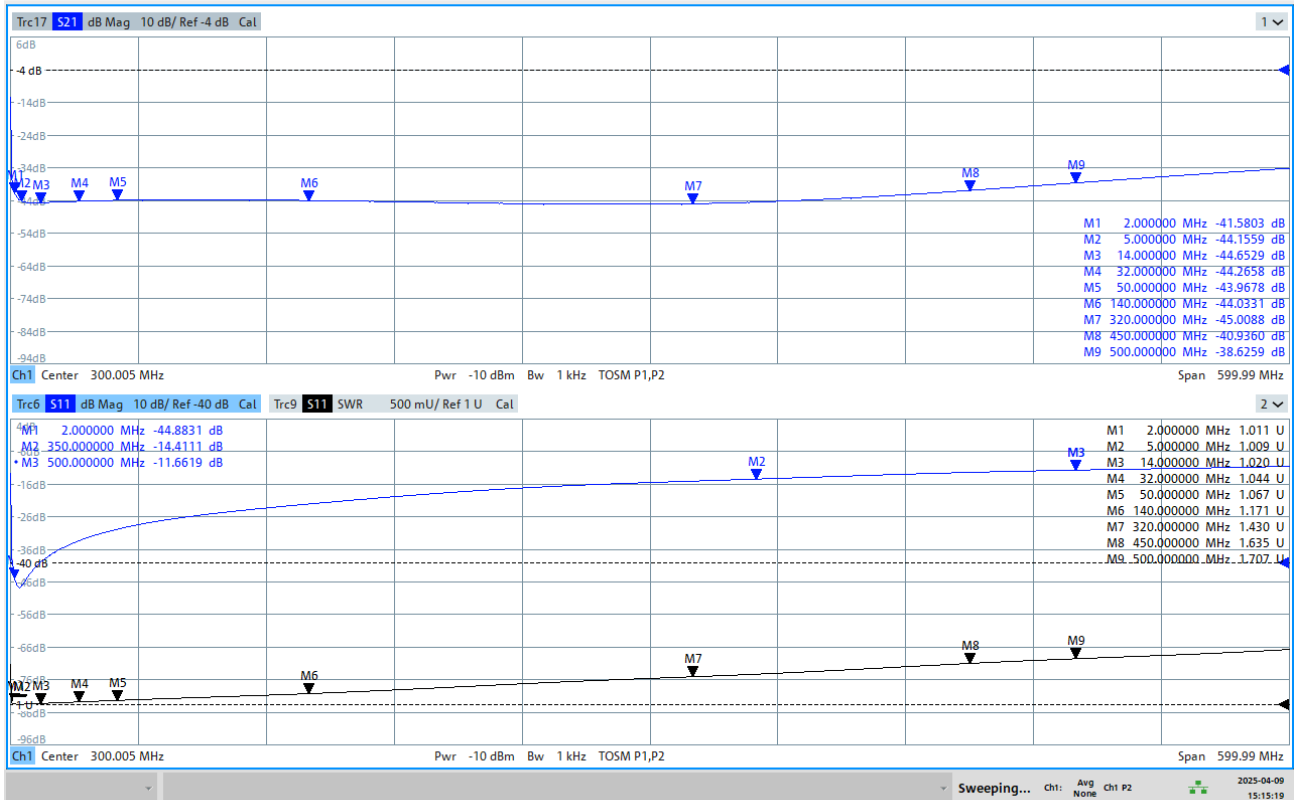 Trc17 S21 dB Mag 10 dB/ Ref -4 dB Cal 1
6dB
-4 dB
-14dB
-24dB
-34dB
M1 M2 M3 M4 M5 M6 M7 M8 M9
-44dB
-54dB
-64dB
-74dB
-84dB
-94dB
M1 2.000000 MHz -41.5803 dB
M2 5.000000 MHz -44.1559 dB
M3 14.000000 MHz -44.6529 dB
M4 32.000000 MHz -44.2658 dB
M5 50.000000 MHz -43.9678 dB
M6 140.000000 MHz -44.0331 dB
M7 320.000000 MHz -45.0088 dB
M8 450.000000 MHz -40.9360 dB
M9 500.000000 MHz -38.6259 dB
Ch1 Center 300.005 MHz Pwr -10 dBm Bw 1 kHz TOSM P1,P2 Span 599.99 MHz
Trc6 S11 dB Mag 10 dB/ Ref -40 dB Cal Trc9 S11 SWR 500 mU/ Ref 1 U Cal 2
4dB
M1 2.000000 MHz -44.8831 dB
M2 350.000000 MHz -14.4111 dB
•M3 500.000000 MHz -11.6619 dB
M1 2.000000 MHz 1.011 U
M2 5.000000 MHz 1.009 U
M3 14.000000 MHz 1.020 U
M4 32.000000 MHz 1.044 U
M5 50.000000 MHz 1.067 U
M6 140.000000 MHz 1.171 U
M7 320.000000 MHz 1.430 U
M8 450.000000 MHz 1.635 U
M9 500.000000 MHz 1.707 U
M2 M3
-6dB
-16dB
-26dB
-36dB
-40 dB
-46dB
-56dB
-66dB
-76dB
M2 M3 M4 M5 M6 M7 M8 M9
1 U
-86dB
-96dB
Ch1 Center 300.005 MHz Pwr -10 dBm Bw 1 kHz TOSM P1,P2 Span 599.99 MHz
Sweeping... Ch1: Avg None Ch1 P2 2025-04-09
15:15:19